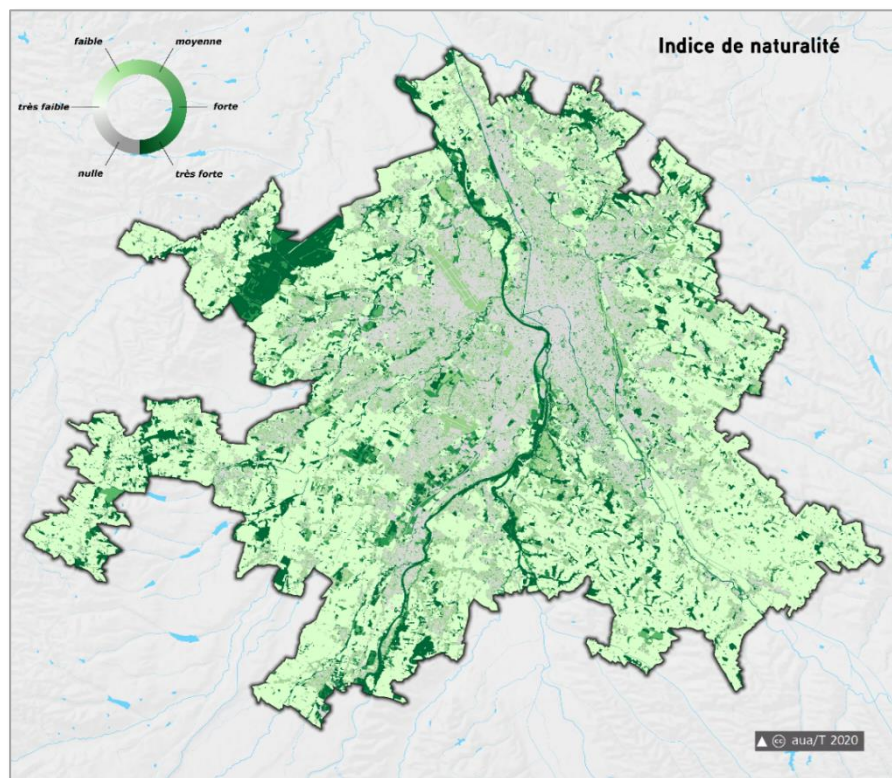 Indice de naturalité
faible
moyenne
très faible
forte
nulle
très forte
aua/T 2020